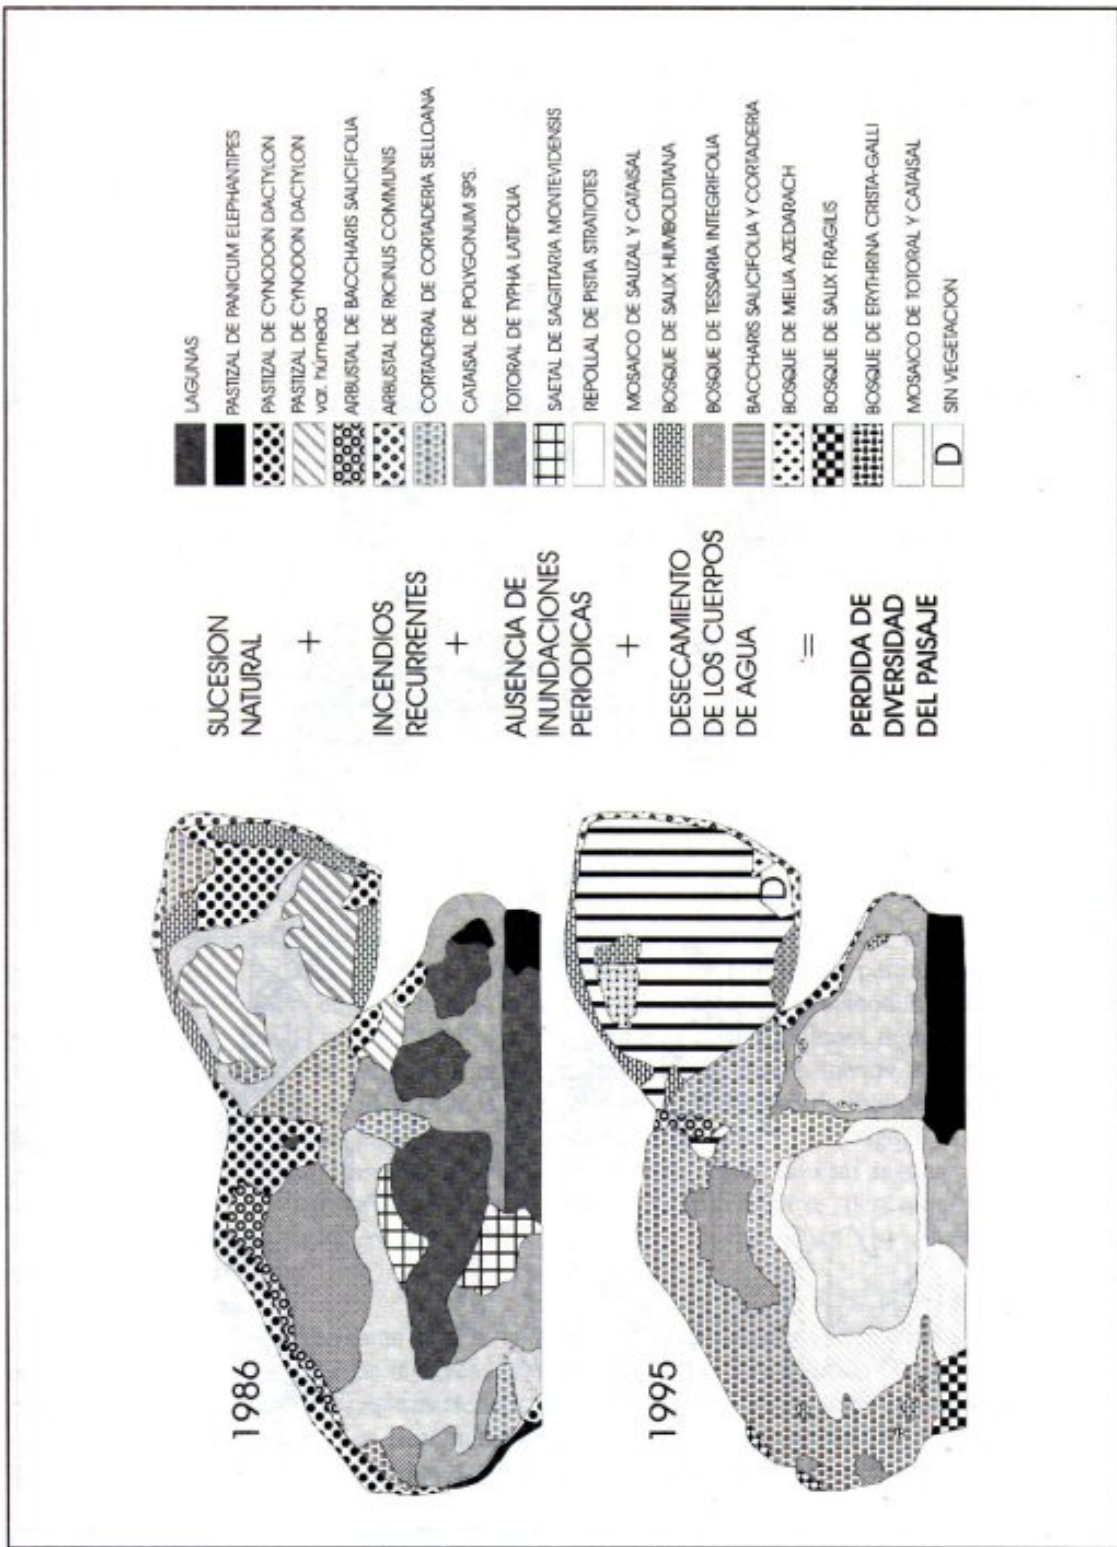 1986
1995
SUCESION
NATURAL
+
INCENDIOS
RECURRENTES
+
AUSENCIA DE
INUNDACIONES
PERIODICAS
+
DESECAMIENTO
DE LOS CUERPOS
DE AGUA
=
PERDIDA DE
DIVERSIDAD
DEL PAISAJE
LAGUNAS
PASTIZAL DE PANICUM ELEPHANTIPES
PASTIZAL DE CYNODON DACTYLON
PASTIZAL DE CYNODON DACTYLON
var. húmeda
ARBUSTAL DE BACCHARIS SALICIFOLIA
ARBUSTAL DE RICINUS COMMUNIS
CORTADERAL DE CORTADERIA SELLOANA
CATAISAL DE POLYGONUM SPS.
TOTORAL DE TYPHA LATIFOLIA
SAETAL DE SAGITTARIA MONTEVIDENSIS
REPOLLAL DE PISTIA STRATIOTES
MOSAICO DE SAUZAL Y CATAISAL
BOSQUE DE SALIX HUMBOLDTIANA
BOSQUE DE TESSARIA INTEGRIFOLIA
BACCHARIS SALICIFOLIA Y CORTADERIA
BOSQUE DE MELIA AZEDARACH
BOSQUE DE SALIX FRAGILIS
BOSQUE DE ERYTHRINA CRISTA-GALLI
MOSAICO DE TOTORAL Y CATAISAL
D SIN VEGETACION
D